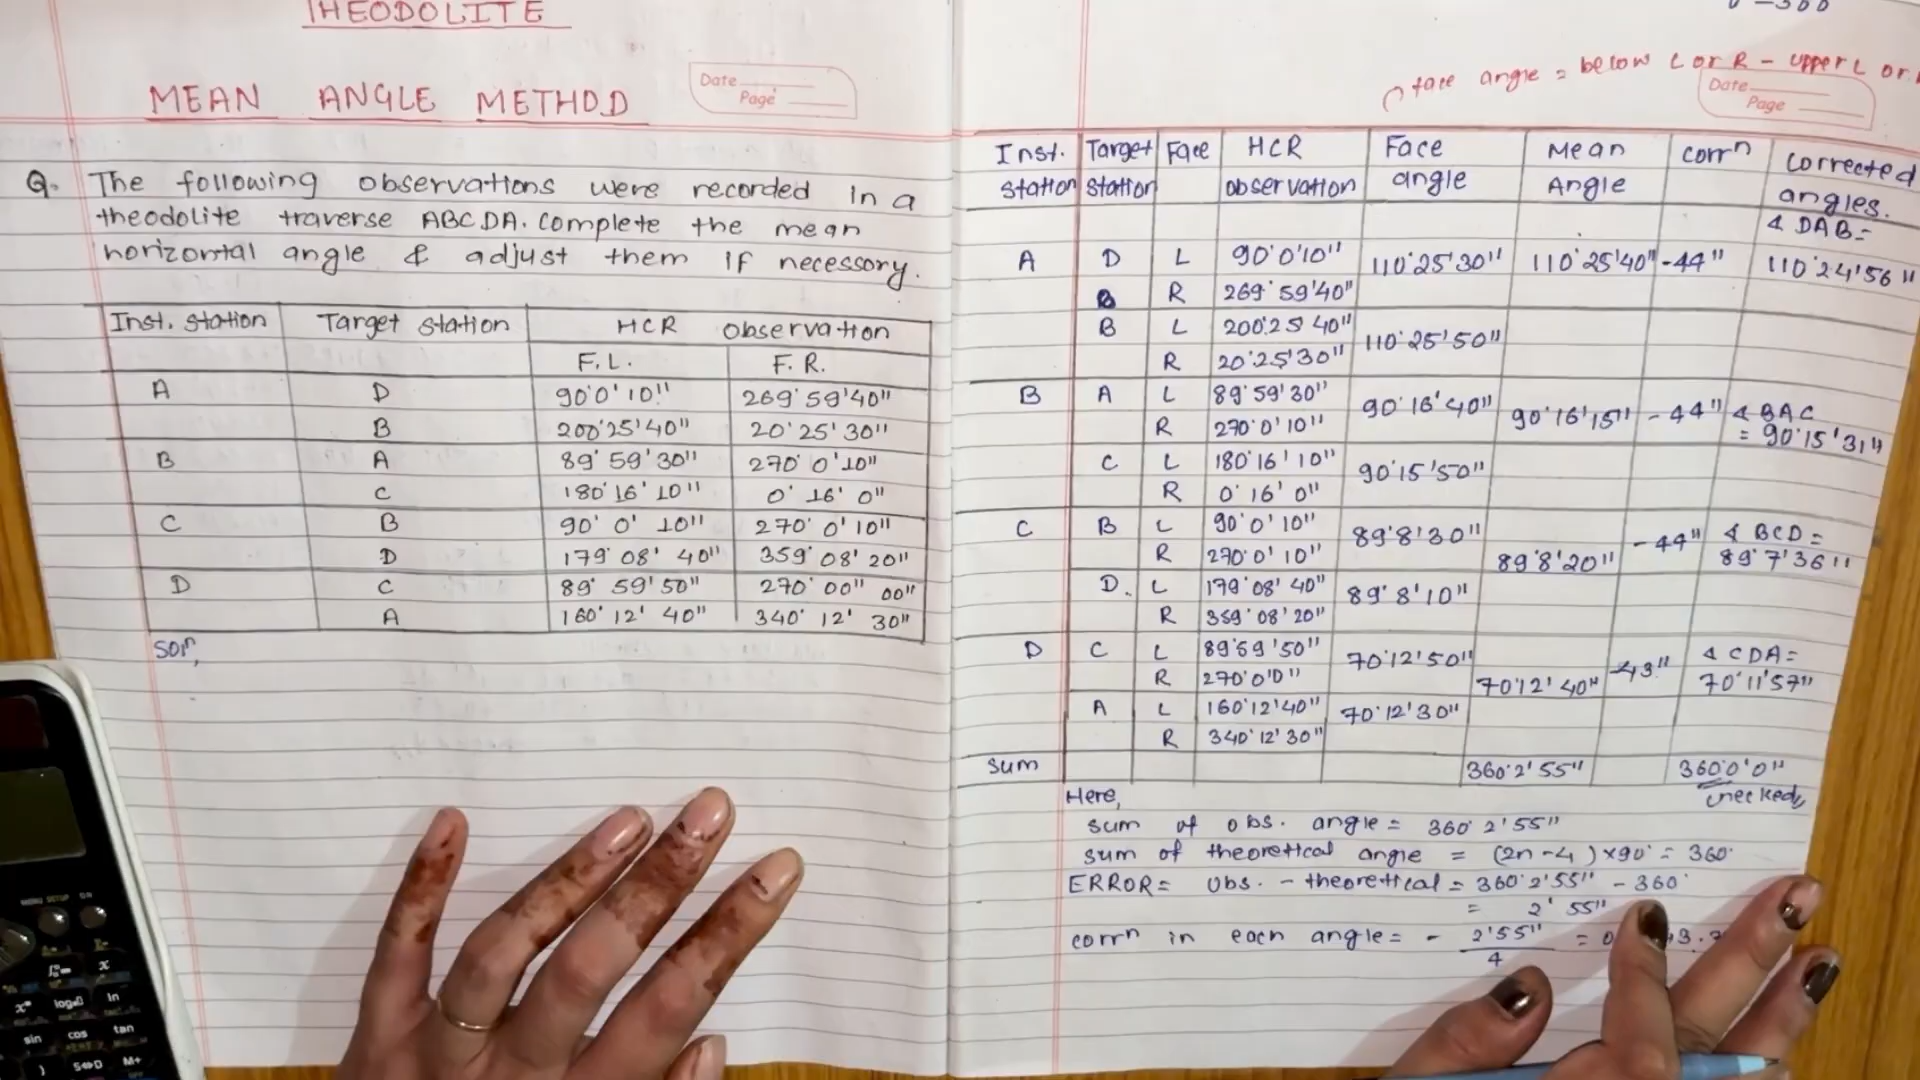 THEODOLITE
MEAN ANGLE METHOD
Date
Page
Q. The following observations were recorded in a
theodolite traverse ABCDA. Complete the mean
horizontal angle & adjust them if necessory.
Inst. station Target station HCR observation
F.L. F.R.
A D 90°0'10" 269°59'40"
B 200°25'40" 20°25'30"
B A 89°59'30" 270°0'10"
C 180°16'10" 0°16'0"
C B 90°0'10" 270°0'10"
D 179°08'40" 359°08'20"
D C 89°59'50" 270°00"00"
A 160°12'40" 340°12'30"
Solⁿ,
face angle = below L or R - upper L or
Date
Page
Inst. station Target station Face HCR observation Face angle Mean Angle corrⁿ corrected angles.
∡ DAB=
A D L 90°0'10" 110°25'30" 110°25'40" -44" 110°24'56"
B R 269°59'40"
B L 200°25'40" 110°25'50"
R 20°25'30"
B A L 89°59'30" 90°16'40" 90°16'15" -44" ∡ BAC
R 270°0'10" = 90°15'31"
C L 180°16'10" 90°15'50"
R 0°16'0"
C B L 90°0'10" 89°8'30" -44" ∡ BCD=
R 270°0'10" 89°8'20" 89°7'36"
D. L 179°08'40" 89°8'10"
R 359°08'20"
D C L 89°59'50" 70°12'50" -43" ∡ CDA=
R 270°0'0" 70°12'40" 70°11'57"
A L 160°12'40" 70°12'30"
R 340°12'30"
Sum 360°2'55" 360°0'0"
checked,
Here,
sum of obs. angle = 360°2'55"
sum of theoretical angle = (2n-4)×90° = 360°
ERROR = Obs. - theoretical = 360°2'55" - 360°
= 2'55"
corrⁿ in each angle = - 2'55" / 4 = 0
MENU SETUP ON
x
log ln
sin cos tan
) S⇔D M+